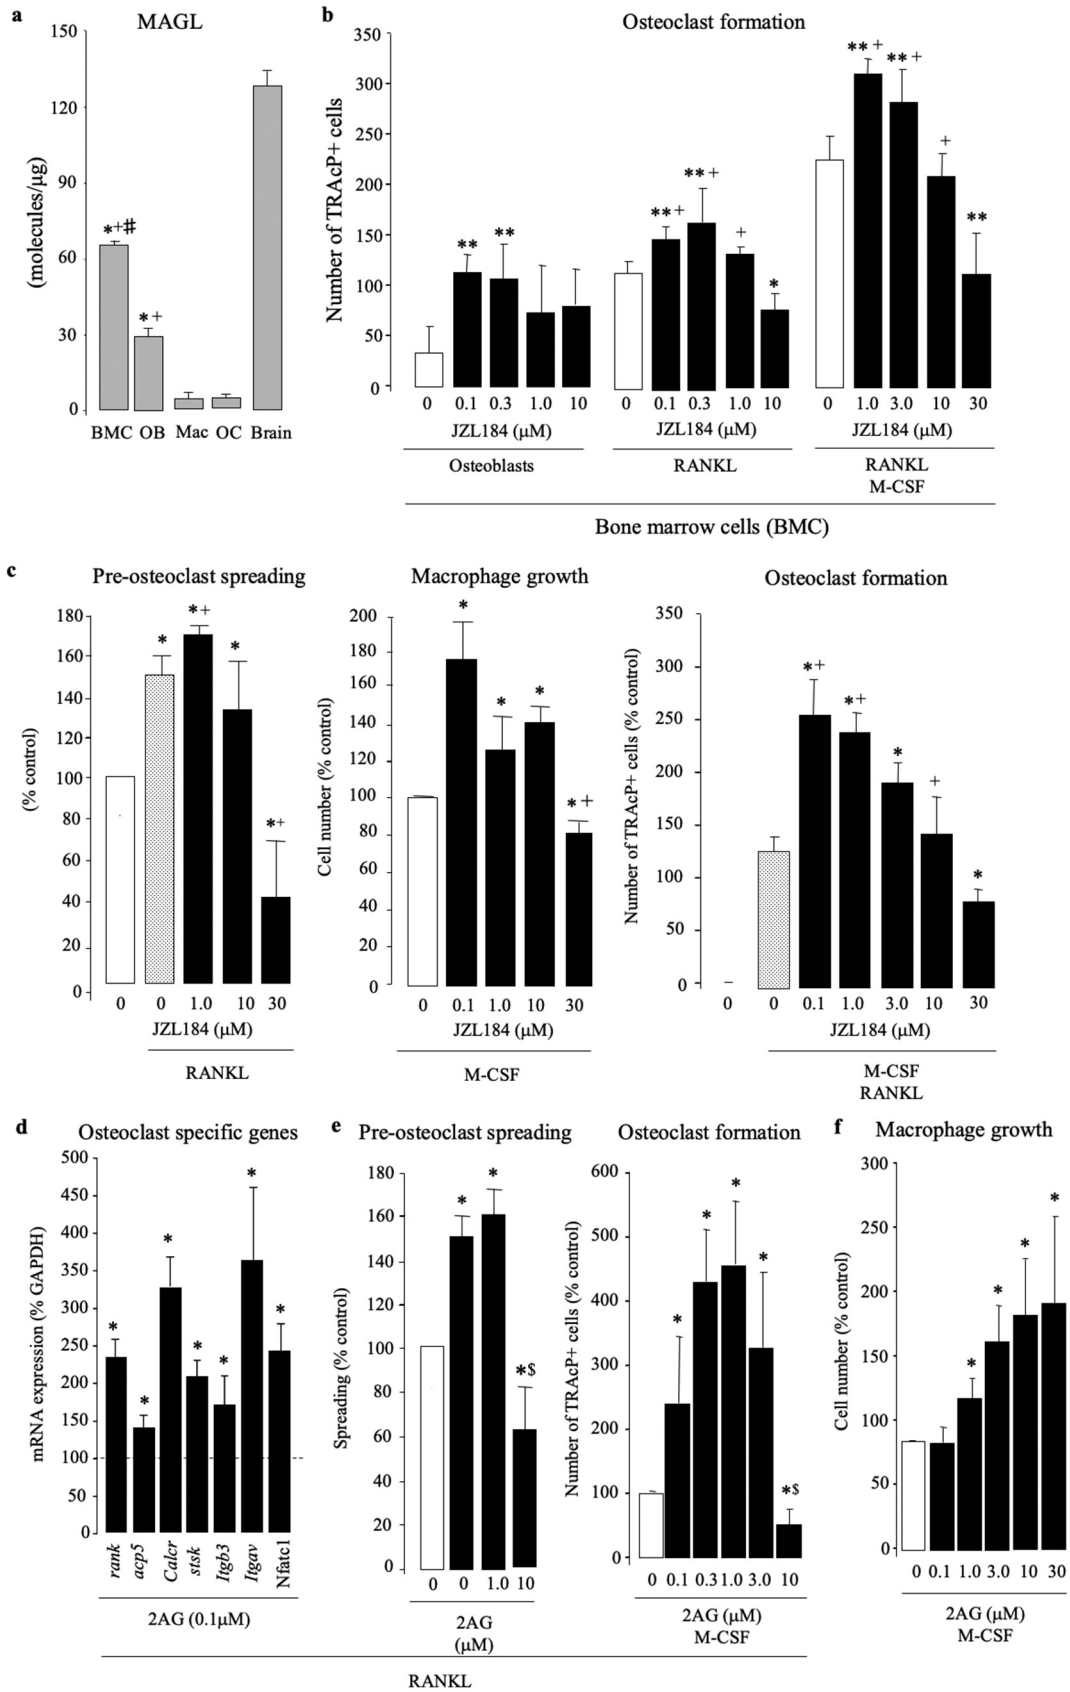 a
MAGL
150
120
90
60
30
0
(molecules/µg)
*+#
*+
BMC OB Mac OC Brain
b
Osteoclast formation
350
300
250
200
150
100
50
0
Number of TRAcP+ cells
** ** **+ **+ + * **+ **+ + **
0 0.1 0.3 1.0 10 0 0.1 0.3 1.0 10 0 1.0 3.0 10 30
JZL184 (µM) JZL184 (µM) JZL184 (µM)
Osteoblasts RANKL RANKL
M-CSF
Bone marrow cells (BMC)
c
Pre-osteoclast spreading
180
160
140
120
100
80
60
40
20
0
(% control)
* *+ * *+
0 0 1.0 10 30
JZL184 (µM)
RANKL
Macrophage growth
200
180
160
140
120
100
80
60
40
20
0
Cell number (% control)
* * * *+
0 0.1 1.0 10 30
JZL184 (µM)
M-CSF
Osteoclast formation
350
300
250
200
150
100
50
0
Number of TRAcP+ cells (% control)
*+ *+ * + *
0 0 0.1 1.0 3.0 10 30
JZL184 (µM)
M-CSF
RANKL
d
Osteoclast specific genes
500
450
400
350
300
250
200
150
100
50
0
mRNA expression (% GAPDH)
* * * * * * *
rank acp5 Calcr stsk Itgb3 Itgav Nfatc1
2AG (0.1µM)
e
Pre-osteoclast spreading
180
160
140
120
100
80
60
40
20
0
Spreading (% control)
* * *$
0 0 1.0 10
2AG
(µM)
Osteoclast formation
600
500
400
300
200
100
0
Number of TRAcP+ cells (% control)
* * * * *$
0 0.1 0.3 1.0 3.0 10
2AG (µM)
M-CSF
RANKL
f
Macrophage growth
300
250
200
150
100
50
0
Cell number (% control)
* * * *
0 0.1 1.0 3.0 10 30
2AG (µM)
M-CSF